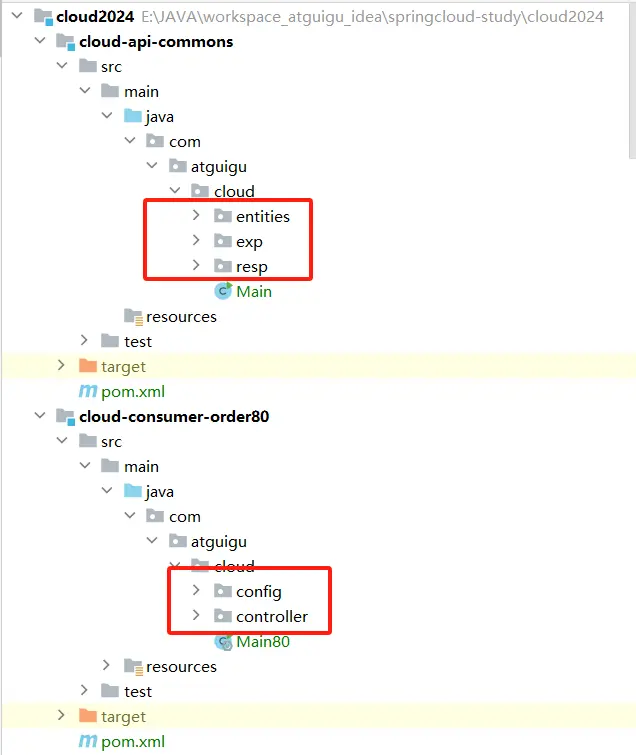 cloud2024 E:\JAVA\workspace_atguigu_idea\springcloud-study\cloud2024
cloud-api-commons
src
main
java
com
atguigu
cloud
entities
exp
resp
Main
resources
test
target
pom.xml
cloud-consumer-order80
src
main
java
com
atguigu
cloud
config
controller
Main80
resources
test
target
pom.xml